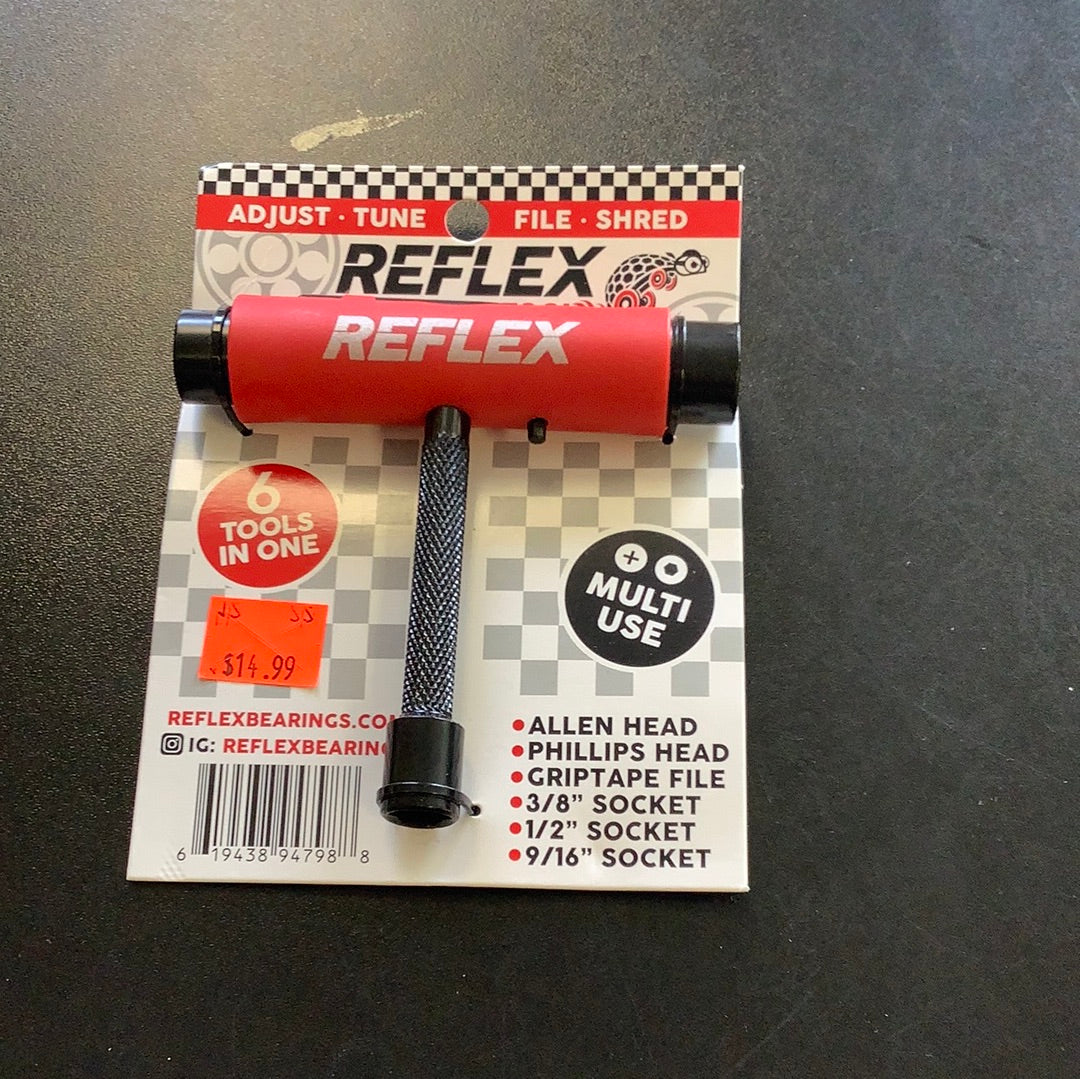 ADJUST · TUNE FILE · SHRED
REFLEX
REFLEX
6
TOOLS
IN ONE
MULTI
USE
$14.99
REFLEXBEARINGS.CO
IG: REFLEXBEARING
6 19438 94798 8
•ALLEN HEAD
•PHILLIPS HEAD
•GRIPTAPE FILE
•3/8” SOCKET
•1/2” SOCKET
•9/16” SOCKET